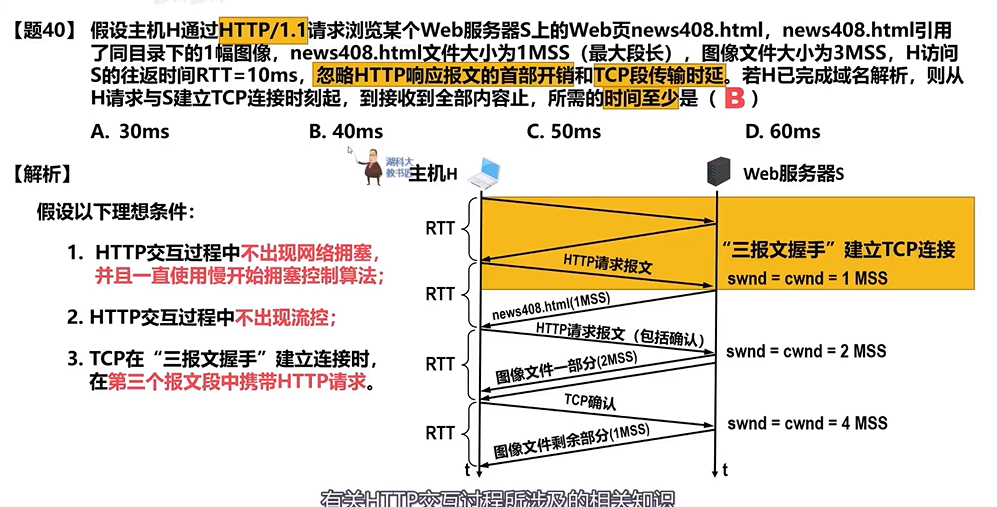 【题40】 假设主机H通过HTTP/1.1请求浏览某个Web服务器S上的Web页news408.html，news408.html引用
了同目录下的1幅图像，news408.html文件大小为1MSS（最大段长），图像文件大小为3MSS，H访问
S的往返时间RTT=10ms，忽略HTTP响应报文的首部开销和TCP段传输时延。若H已完成域名解析，则从
H请求与S建立TCP连接时刻起，到接收到全部内容止，所需的时间至少是（ B ）
A. 30ms B. 40ms C. 50ms D. 60ms
【解析】
湖科大
教书匠
主机H
Web服务器S
假设以下理想条件：
1. HTTP交互过程中不出现网络拥塞，
并且一直使用慢开始拥塞控制算法；
2. HTTP交互过程中不出现流控；
3. TCP在“三报文握手”建立连接时，
在第三个报文段中携带HTTP请求。
RTT
“三报文握手”建立TCP连接
HTTP请求报文
swnd = cwnd = 1 MSS
RTT
news408.html(1MSS)
HTTP请求报文（包括确认）
swnd = cwnd = 2 MSS
RTT
图像文件一部分(2MSS)
TCP确认
swnd = cwnd = 4 MSS
RTT
图像文件剩余部分(1MSS)
t
t
有关HTTP交互过程所涉及的相关知识